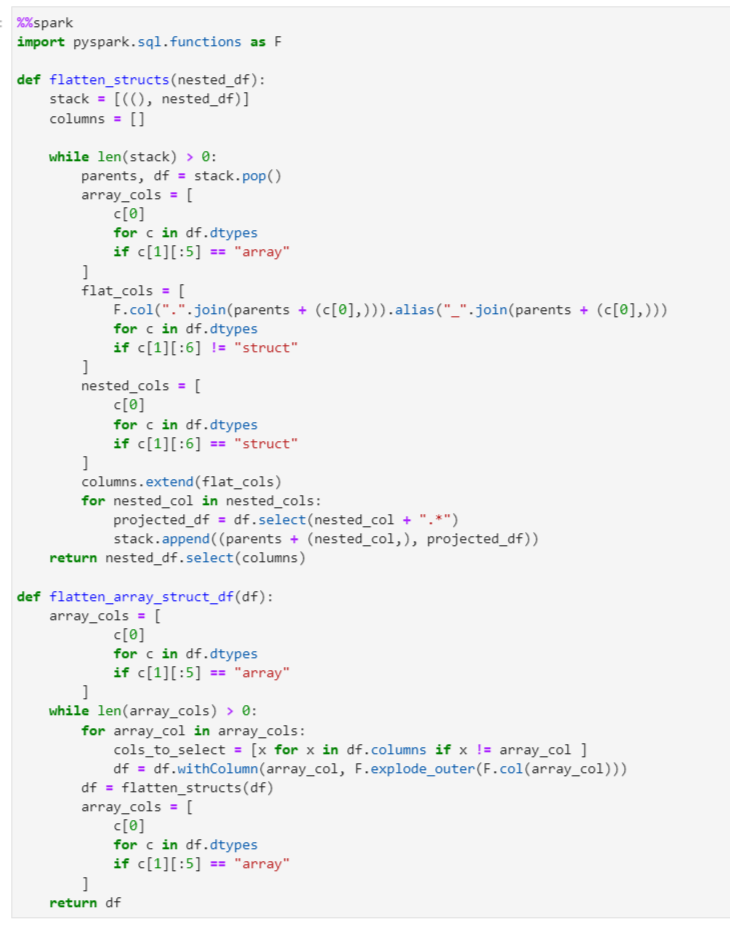 %%spark
import pyspark.sql.functions as F

def flatten_structs(nested_df):
    stack = [((), nested_df)]
    columns = []

    while len(stack) > 0:
        parents, df = stack.pop()
        array_cols = [
            c[0]
            for c in df.dtypes
            if c[1][:5] == "array"
        ]
        flat_cols = [
            F.col(".".join(parents + (c[0],))).alias("_".join(parents + (c[0],)))
            for c in df.dtypes
            if c[1][:6] != "struct"
        ]
        nested_cols = [
            c[0]
            for c in df.dtypes
            if c[1][:6] == "struct"
        ]
        columns.extend(flat_cols)
        for nested_col in nested_cols:
            projected_df = df.select(nested_col + ".*")
            stack.append((parents + (nested_col,), projected_df))
    return nested_df.select(columns)

def flatten_array_struct_df(df):
    array_cols = [
            c[0]
            for c in df.dtypes
            if c[1][:5] == "array"
        ]
    while len(array_cols) > 0:
        for array_col in array_cols:
            cols_to_select = [x for x in df.columns if x != array_col ]
            df = df.withColumn(array_col, F.explode_outer(F.col(array_col)))
        df = flatten_structs(df)
        array_cols = [
            c[0]
            for c in df.dtypes
            if c[1][:5] == "array"
        ]
    return df